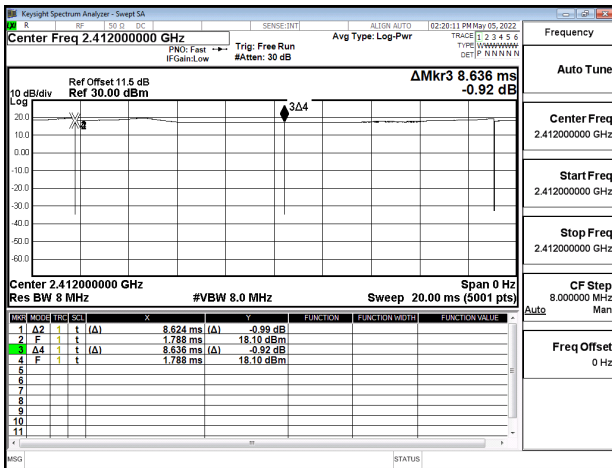 Keysight Spectrum Analyzer - Swept SA
R RF 50 Ω DC SENSE:INT ALIGN AUTO 02:20:11 PM May 05, 2022
Center Freq 2.412000000 GHz
PNO: Fast
IFGain:Low
Trig: Free Run
#Atten: 30 dB
Avg Type: Log-Pwr
TRACE 1 2 3 4 5 6
TYPE WWWWWW
DET P N N N N N
Frequency
Auto Tune
Ref Offset 11.5 dB
10 dB/div Ref 30.00 dBm
Log
ΔMkr3 8.636 ms
-0.92 dB
3Δ4
20.0
10.0
0.00
-10.0
-20.0
-30.0
-40.0
-50.0
-60.0
Center Freq
2.412000000 GHz
Start Freq
2.412000000 GHz
Stop Freq
2.412000000 GHz
Center 2.412000000 GHz Span 0 Hz
Res BW 8 MHz #VBW 8.0 MHz Sweep 20.00 ms (5001 pts)
CF Step
8.000000 MHz
Auto Man
Freq Offset
0 Hz
MKR MODE TRC SCL X Y FUNCTION FUNCTION WIDTH FUNCTION VALUE
1 Δ2 1 t (Δ) 8.624 ms (Δ) -0.99 dB
2 F 1 t 1.788 ms 18.10 dBm
3 Δ4 1 t (Δ) 8.636 ms (Δ) -0.92 dB
4 F 1 t 1.788 ms 18.10 dBm
5
6
7
8
9
10
11
MSG STATUS